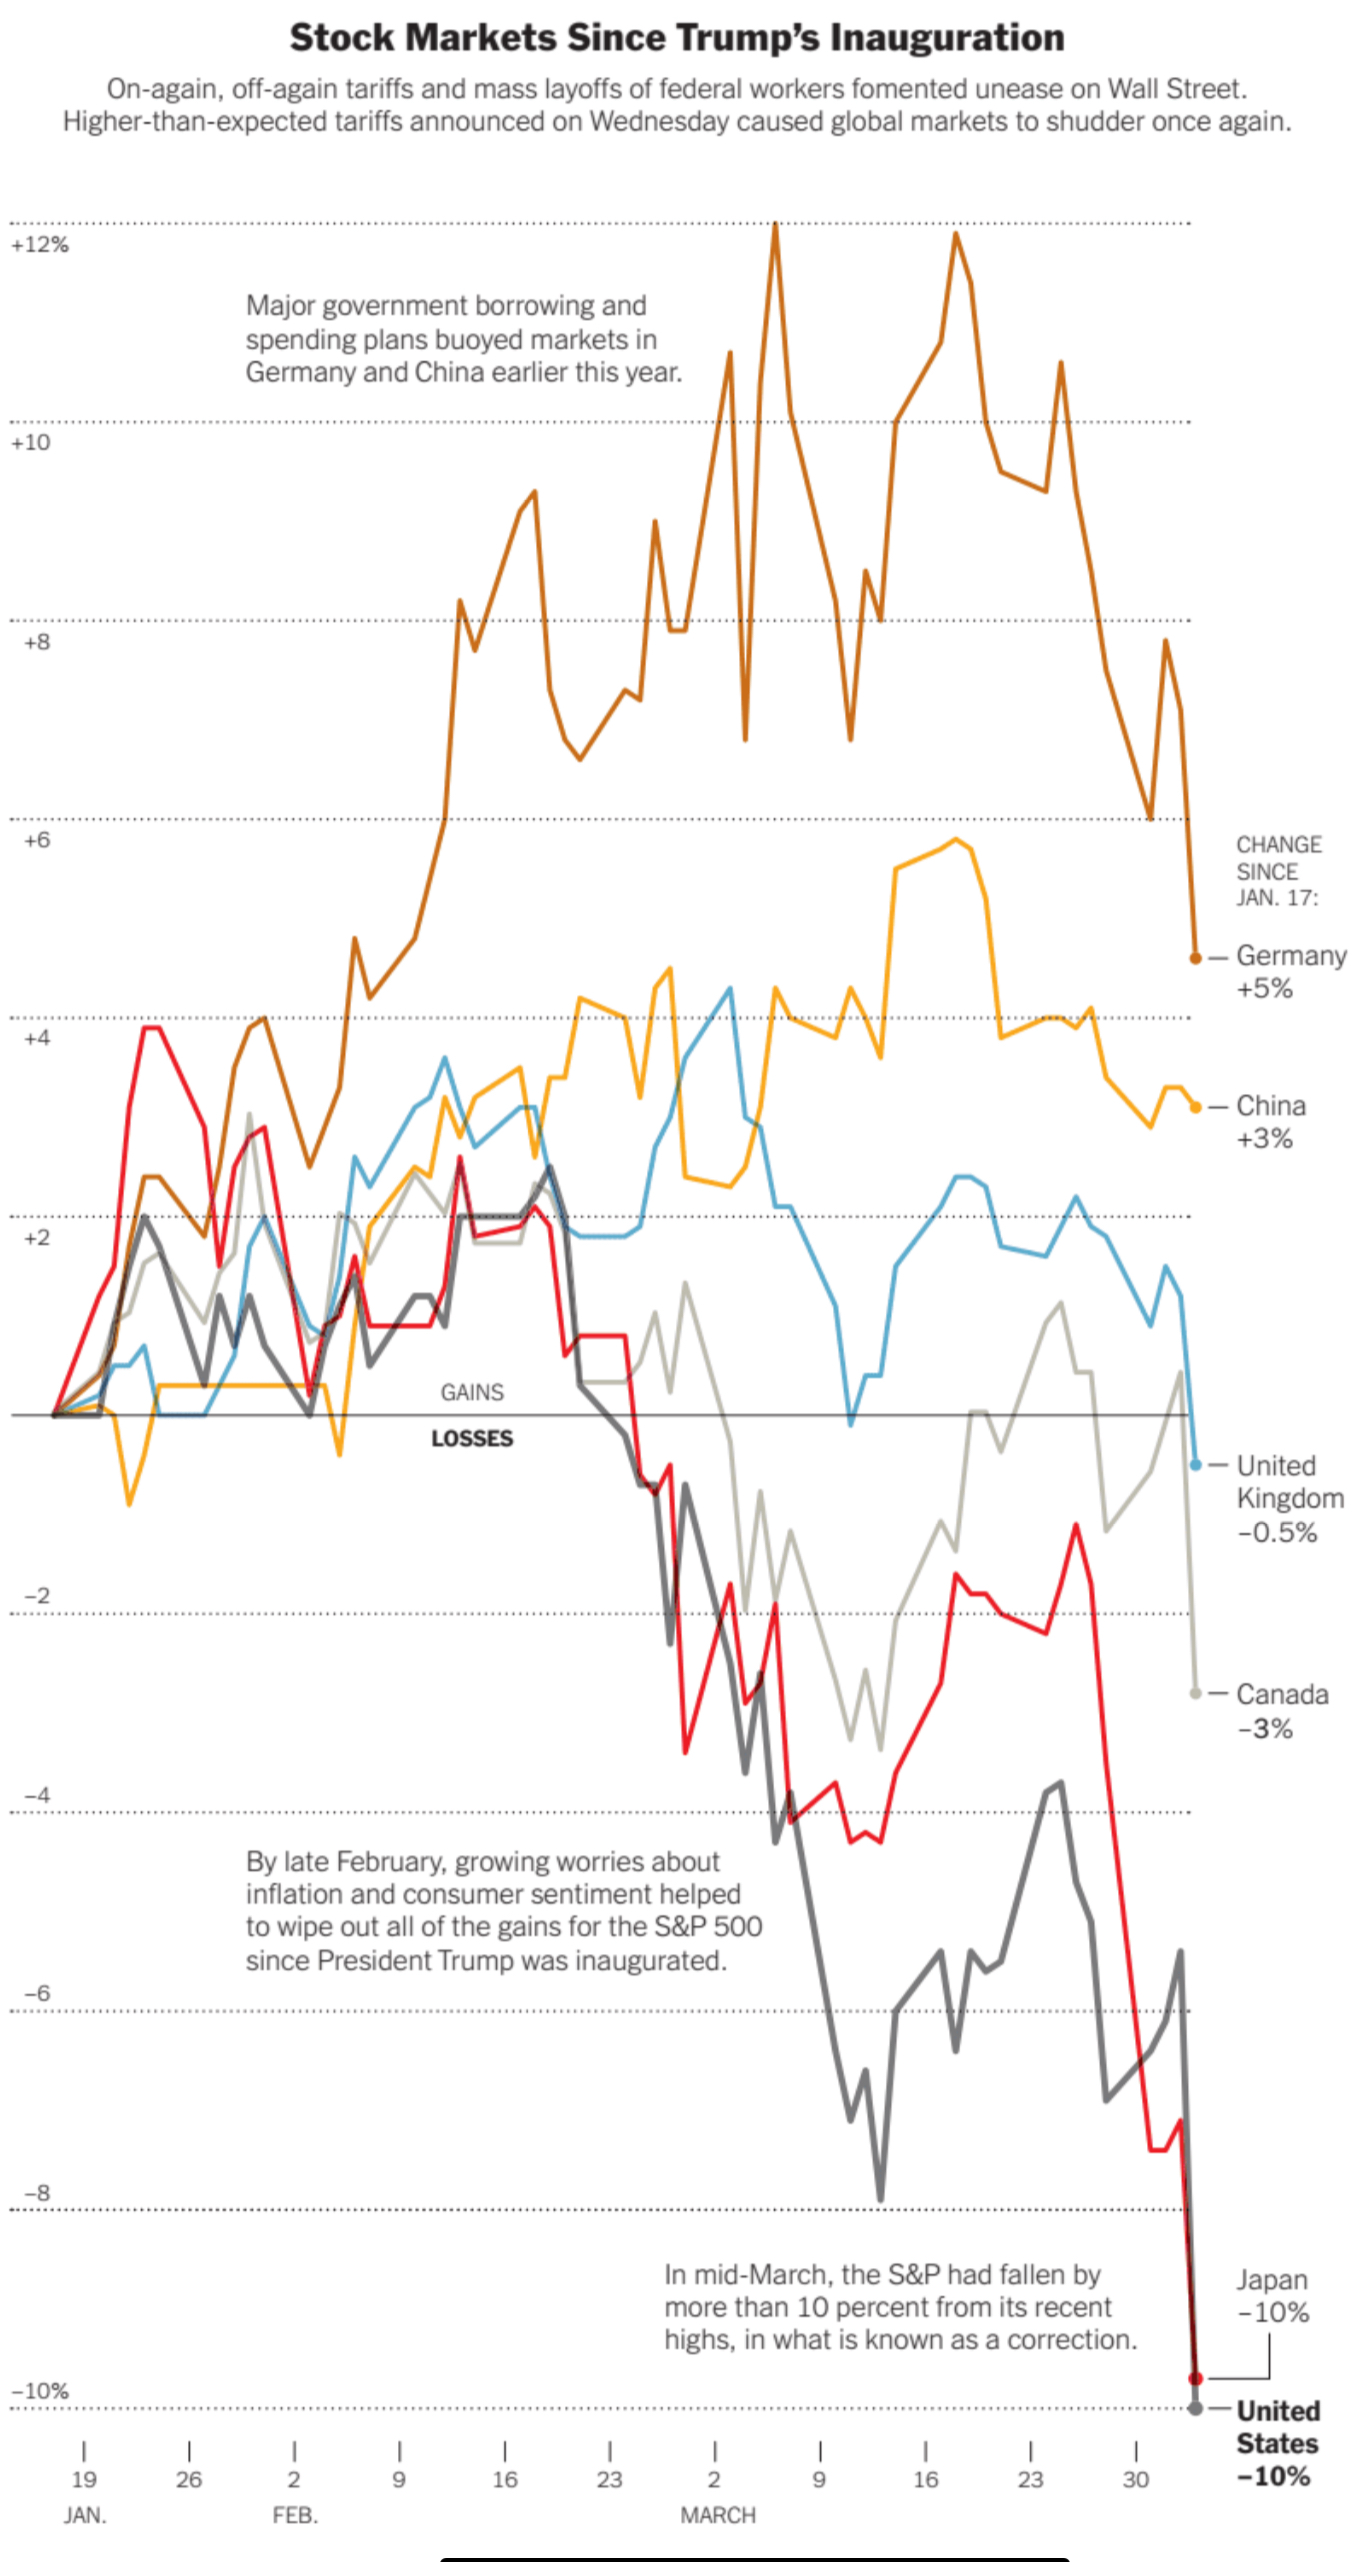 Stock Markets Since Trump’s Inauguration
On-again, off-again tariffs and mass layoffs of federal workers fomented unease on Wall Street.
Higher-than-expected tariffs announced on Wednesday caused global markets to shudder once again.
+12%
Major government borrowing and
spending plans buoyed markets in
Germany and China earlier this year.
+10
+8
+6
CHANGE
SINCE
JAN. 17:
Germany
+5%
+4
China
+3%
+2
GAINS
LOSSES
United
Kingdom
–0.5%
–2
Canada
–3%
–4
By late February, growing worries about
inflation and consumer sentiment helped
to wipe out all of the gains for the S&P 500
since President Trump was inaugurated.
–6
–8
In mid-March, the S&P had fallen by
more than 10 percent from its recent
highs, in what is known as a correction.
Japan
–10%
–10%
United
States
–10%
19 26 2 9 16 23 2 9 16 23 30
JAN. FEB. MARCH